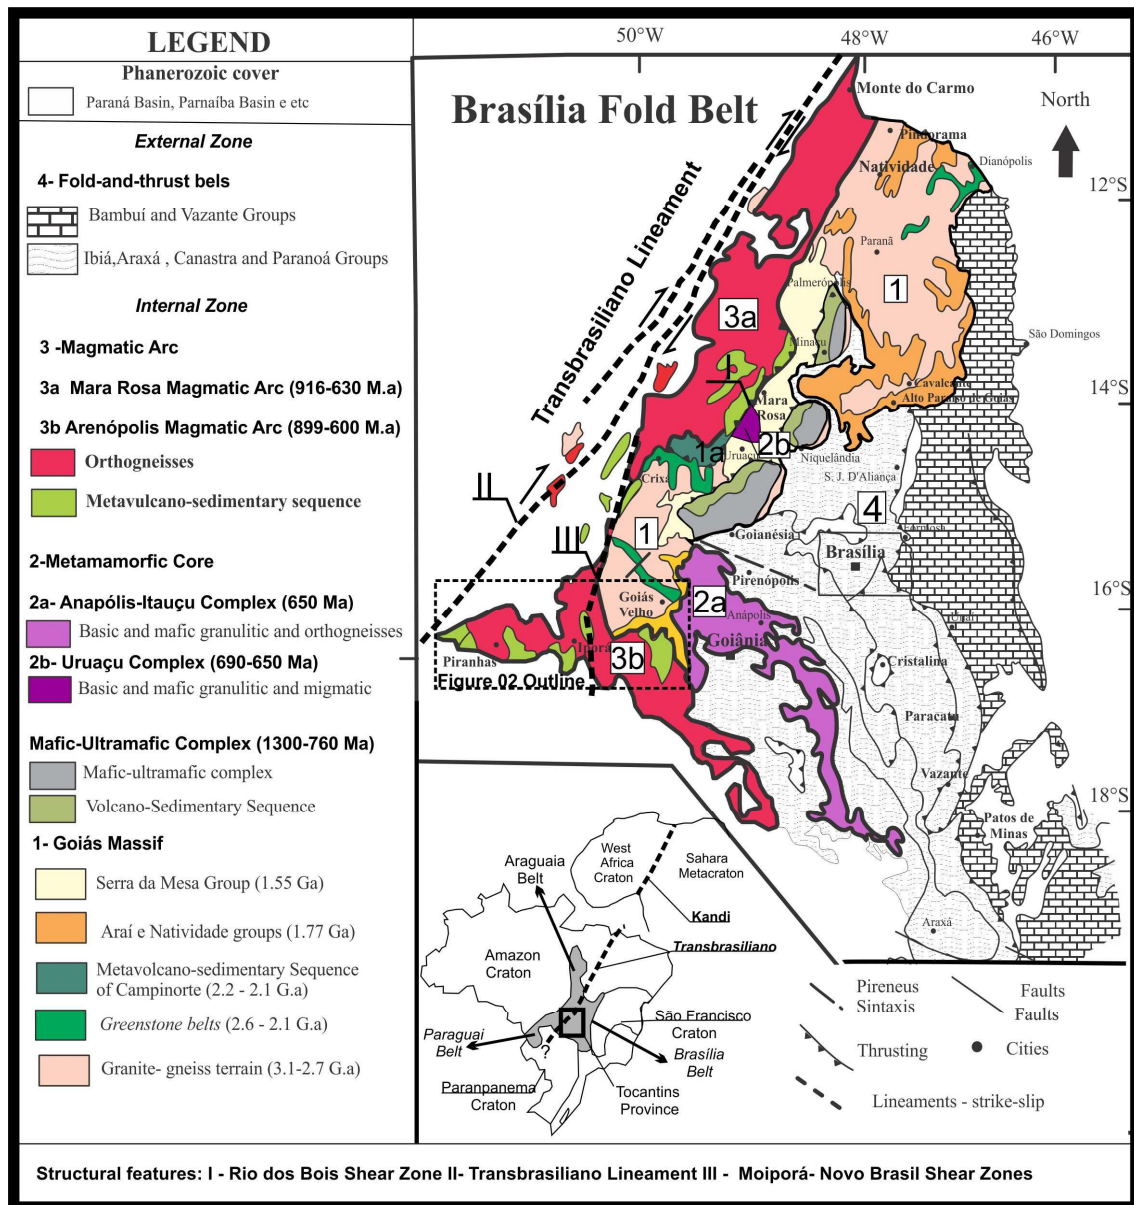 LEGEND
Phanerozoic cover
Paraná Basin, Parnaíba Basin e etc
External Zone
4- Fold-and-thrust bels
Bambuí and Vazante Groups
Ibiá,Araxá , Canastra and Paranoá Groups
Internal Zone
3 -Magmatic Arc
3a Mara Rosa Magmatic Arc (916-630 M.a)
3b Arenópolis Magmatic Arc (899-600 M.a)
Orthogneisses
Metavulcano-sedimentary sequence
2-Metamamorfic Core
2a- Anapólis-Itauçu Complex (650 Ma)
Basic and mafic granulitic and orthogneisses
2b- Uruaçu Complex (690-650 Ma)
Basic and mafic granulitic and migmatic
Mafic-Ultramafic Complex (1300-760 Ma)
Mafic-ultramafic complex
Volcano-Sedimentary Sequence
1- Goiás Massif
Serra da Mesa Group (1.55 Ga)
Araí e Natividade groups (1.77 Ga)
Metavolcano-sedimentary Sequence
of Campinorte (2.2 - 2.1 G.a)
Greenstone belts (2.6 - 2.1 G.a)
Granite- gneiss terrain (3.1-2.7 G.a)
50°W
48°W
46°W
Brasília Fold Belt
North
12°S
14°S
16°S
18°S
Transbrasiliano Lineament
Monte do Carmo
Pindorama
Natividade
Dianópolis
Paranã
1
Palmerópolis
3a
Minaçu
São Domingos
I
Cavalcante
Alto Paraíso de Goiás
Mara
Rosa
2b
1a
Uruaçu
Niquelândia
S. J. D'Aliança
Crixá
II
4
III
1
Goianésia
Formosa
Brasília
Pirenópolis
2a
Goiás
Velho
Anápolis
Unaí
Goiânia
Iporá
3b
Piranhas
Figure 02 Outline
Cristalina
Paracatu
Vazante
Patos de
Minas
Araxá
Araguaia
Belt
West
Africa
Craton
Sahara
Metacraton
Kandi
Transbrasiliano
Amazon
Craton
São Francisco
Craton
Paraguai
Belt
?
Brasília
Belt
Paranpanema
Craton
Tocantins
Province
Pireneus
Sintaxis
Faults
Faults
Thrusting
Cities
Lineaments - strike-slip
Structural features: I - Rio dos Bois Shear Zone II- Transbrasiliano Lineament III - Moiporá- Novo Brasil Shear Zones